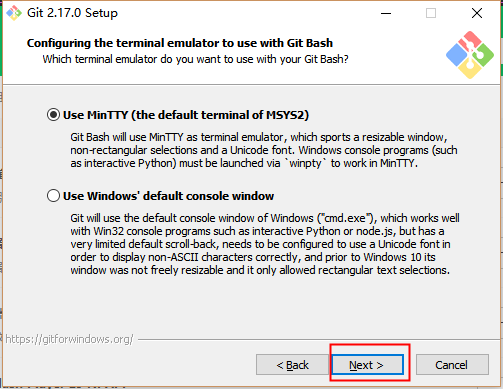 Git 2.17.0 Setup
Configuring the terminal emulator to use with Git Bash
Which terminal emulator do you want to use with your Git Bash?
Use MinTTY (the default terminal of MSYS2)
Git Bash will use MinTTY as terminal emulator, which sports a resizable window,
non-rectangular selections and a Unicode font. Windows console programs (such
as interactive Python) must be launched via `winpty` to work in MinTTY.
Use Windows' default console window
Git will use the default console window of Windows ("cmd.exe"), which works well
with Win32 console programs such as interactive Python or node.js, but has a
very limited default scroll-back, needs to be configured to use a Unicode font in
order to display non-ASCII characters correctly, and prior to Windows 10 its
window was not freely resizable and it only allowed rectangular text selections.
https://gitforwindows.org/
< Back
Next >
Cancel